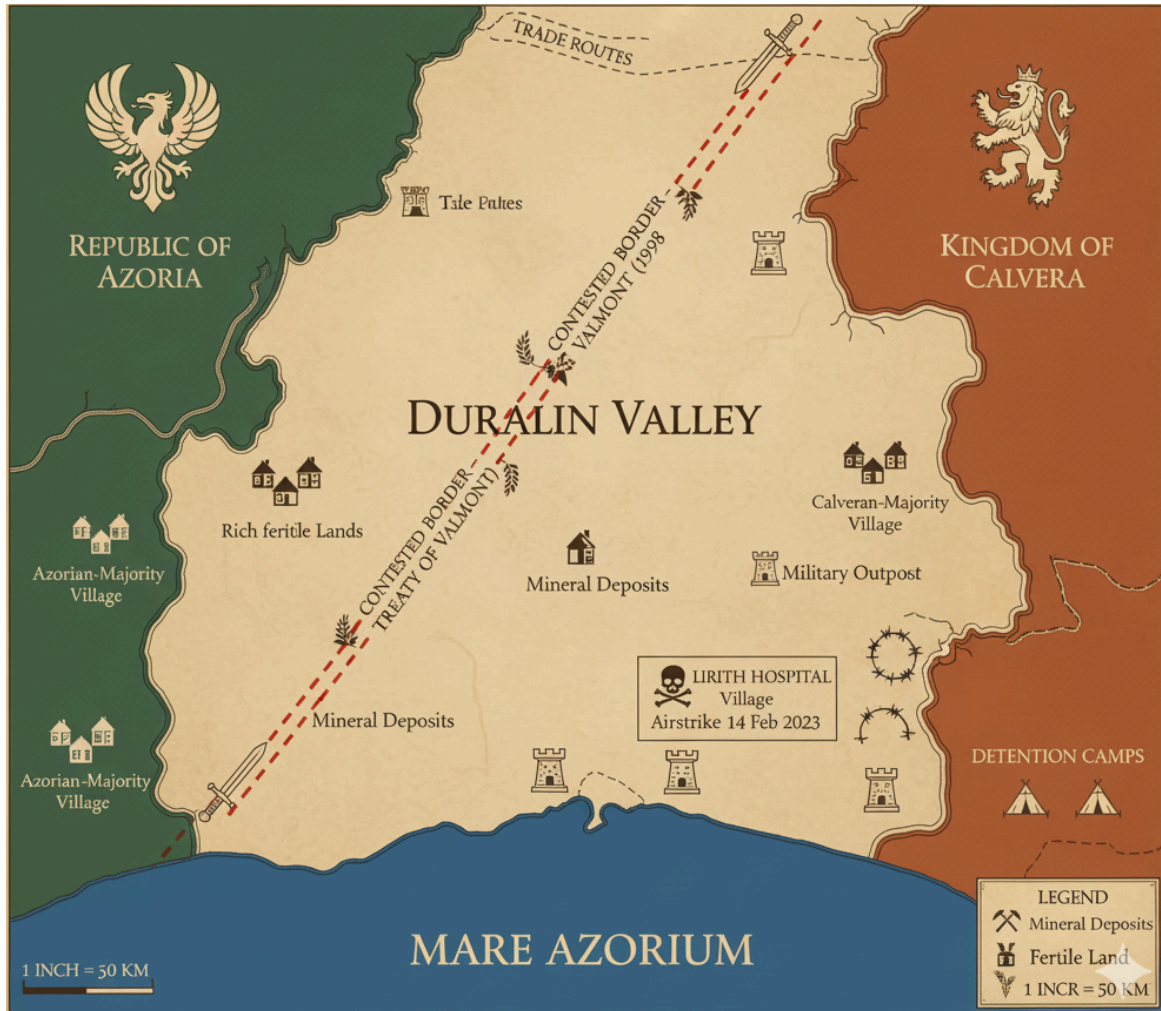 TRADE ROUTES
REPUBLIC OF
AZORIA
KINGDOM OF
CALVERA
CONTESTED BORDER
VALMONT (1998
DURALIN VALLEY
CONTESTED BORDER
TREATY OF VALMONT)
Rich feritile Lands
Azorian-Majority
Village
Mineral Deposits
Calveran-Majority
Village
Military Outpost
LIRITH HOSPITAL
Village
Airstrike 14 Feb 2023
Mineral Deposits
Azorian-Majority
Village
DETENTION CAMPS
MARE AZORIUM
1 INCH = 50 KM
LEGEND
Mineral Deposits
Fertile Land
1 INCR = 50 KM